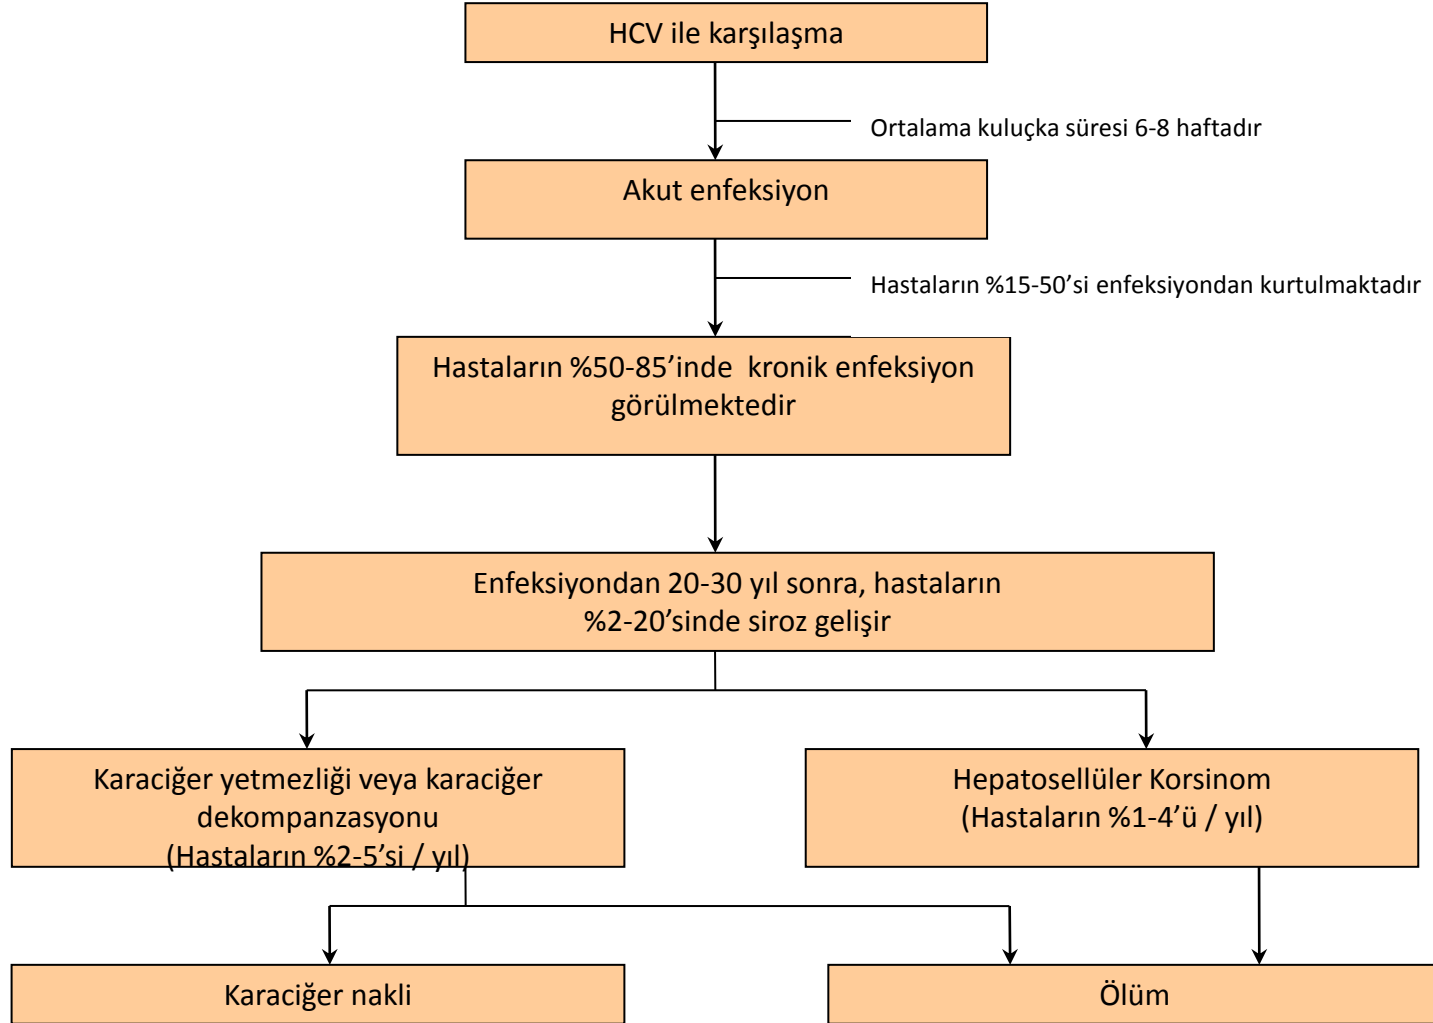 HCV ile karşılaşma
Ortalama kuluçka süresi 6-8 haftadır
Akut enfeksiyon
Hastaların %15-50’si enfeksiyondan kurtulmaktadır
Hastaların %50-85’inde kronik enfeksiyon
görülmektedir
Enfeksiyondan 20-30 yıl sonra, hastaların
%2-20’sinde siroz gelişir
Karaciğer yetmezliği veya karaciğer
dekompanzasyonu
(Hastaların %2-5’si / yıl)
Hepatosellüler Korsinom
(Hastaların %1-4’ü / yıl)
Karaciğer nakli
Ölüm